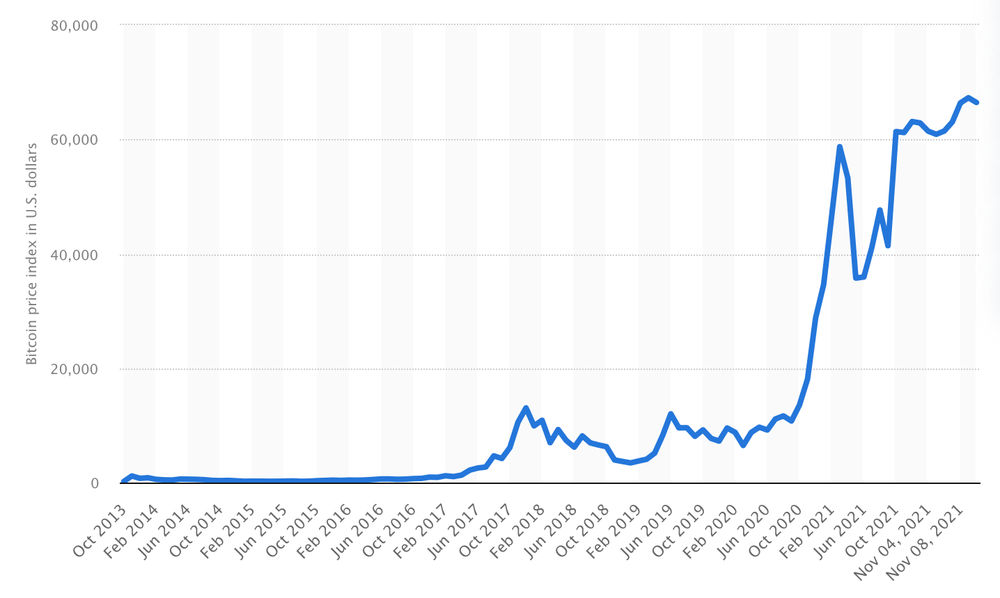 Bitcoin price index in U.S. dollars
80,000
60,000
40,000
20,000
0
Oct 2013
Feb 2014
Jun 2014
Oct 2014
Feb 2015
Jun 2015
Oct 2015
Feb 2016
Jun 2016
Oct 2016
Feb 2017
Jun 2017
Oct 2017
Feb 2018
Jun 2018
Oct 2018
Feb 2019
Jun 2019
Oct 2019
Feb 2020
Jun 2020
Oct 2020
Feb 2021
Jun 2021
Oct 2021
Nov 04, 2021
Nov 08, 2021